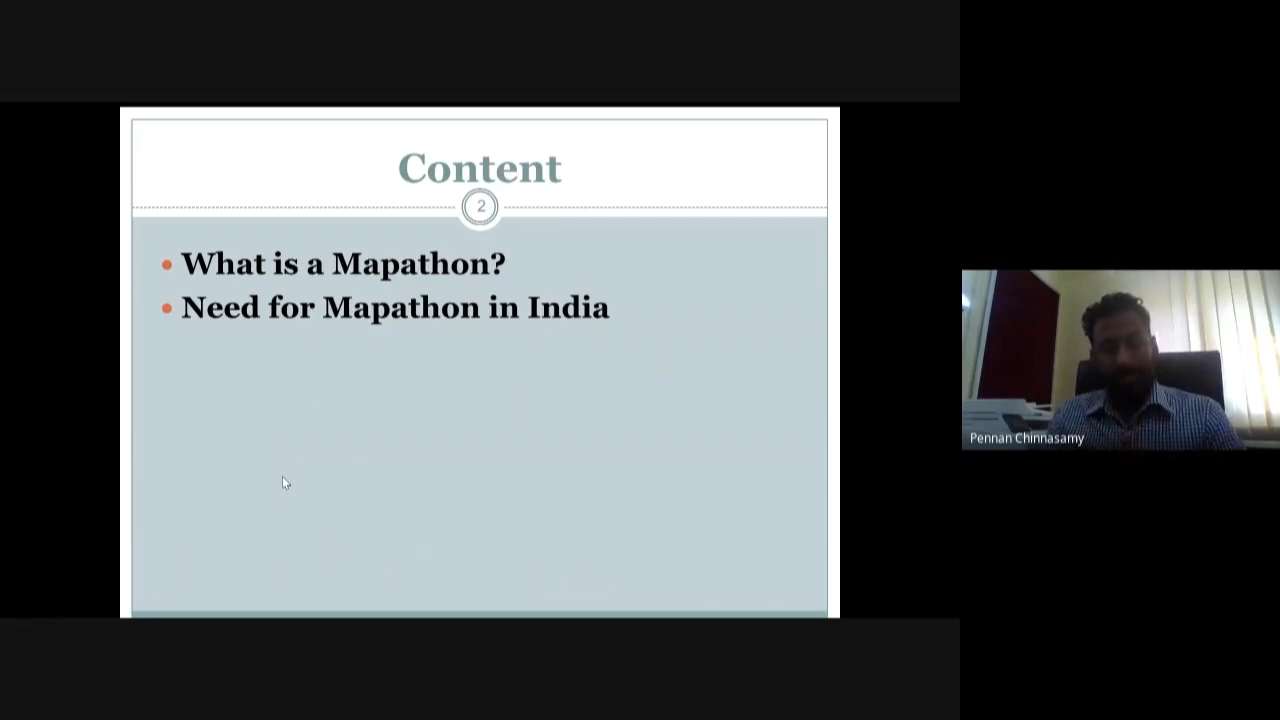 Content
2
What is a Mapathon?
Need for Mapathon in India
Pennan Chinnasamy